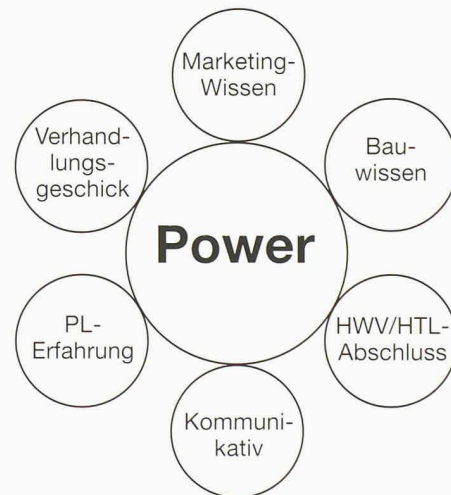 Marketing-
Wissen
Verhand-
lungs-
geschick
Bau-
wissen
Power
PL-
Erfahrung
HWV/HTL-
Abschluss
Kommuni-
kativ